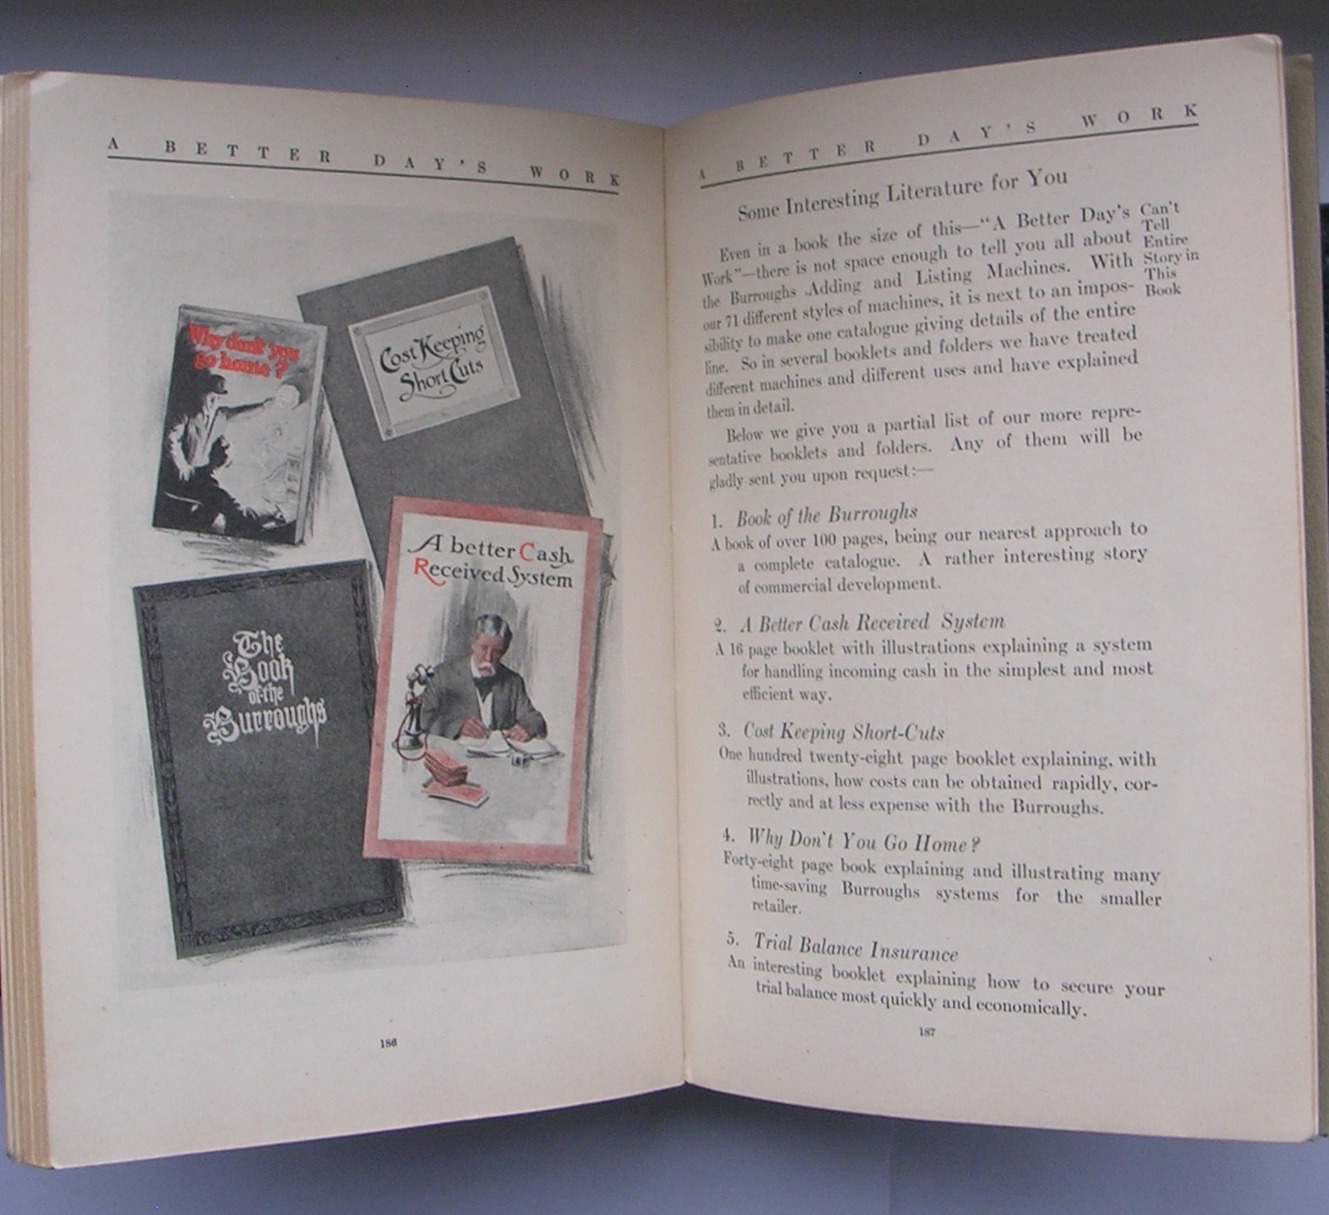 A BETTER DAY'S WORK
Why don't you
go home?
Cost Keeping
Short Cuts
A better Cash
Received System
The
Book
of the
Burroughs
186
A BETTER DAY'S WORK
Some Interesting Literature for You
Even in a book the size of this—"A Better Day's
Work"—there is not space enough to tell you all about
the Burroughs Adding and Listing Machines. With
our 71 different styles of machines, it is next to an impos-
sibility to make one catalogue giving details of the entire
line. So in several booklets and folders we have treated
different machines and different uses and have explained
them in detail.
Can't
Tell
Entire
Story in
This
Book
Below we give you a partial list of our more repre-
sentative booklets and folders. Any of them will be
gladly sent you upon request:—
1. Book of the Burroughs
A book of over 100 pages, being our nearest approach to
a complete catalogue. A rather interesting story
of commercial development.
2. A Better Cash Received System
A 16 page booklet with illustrations explaining a system
for handling incoming cash in the simplest and most
efficient way.
3. Cost Keeping Short-Cuts
One hundred twenty-eight page booklet explaining, with
illustrations, how costs can be obtained rapidly, cor-
rectly and at less expense with the Burroughs.
4. Why Don't You Go Home?
Forty-eight page book explaining and illustrating many
time-saving Burroughs systems for the smaller
retailer.
5. Trial Balance Insurance
An interesting booklet explaining how to secure your
trial balance most quickly and economically.
187